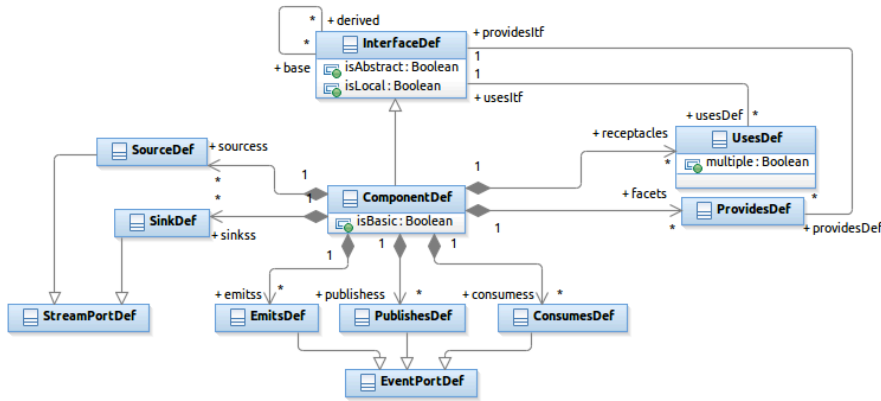 * + derived
InterfaceDef
+ providesItf
*
1
+ base
isAbstract : Boolean
1
isLocal : Boolean
+ usesItf
+ usesDef *
+ sourcess
+ receptacles
UsesDef
SourceDef
1
1
* multiple : Boolean
*
ComponentDef
+ facets
*
* 1
SinkDef
isBasic : Boolean
ProvidesDef
+ sinkss
1
*
+ providesDef
1
1
1
+ emitss *
+ publishess *
+ consumess *
StreamPortDef
EmitsDef
PublishesDef
ConsumesDef
EventPortDef